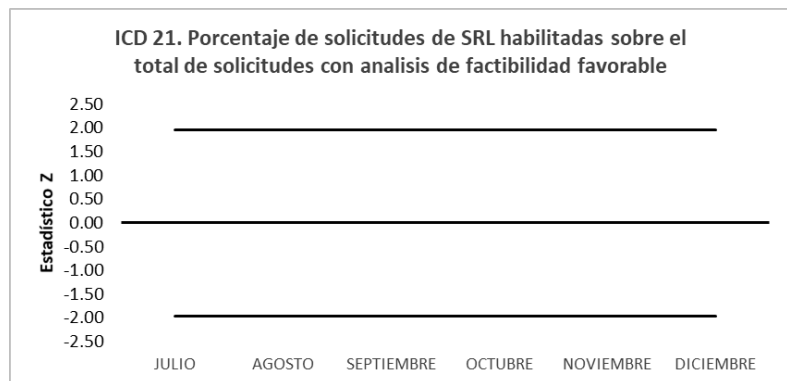 ICD 21. Porcentaje de solicitudes de SRL habilitadas sobre el
total de solicitudes con analisis de factibilidad favorable
Estadístico Z
2.50
2.00
1.50
1.00
0.50
0.00
-0.50
-1.00
-1.50
-2.00
-2.50
JULIO AGOSTO SEPTIEMBRE OCTUBRE NOVIEMBRE DICIEMBRE